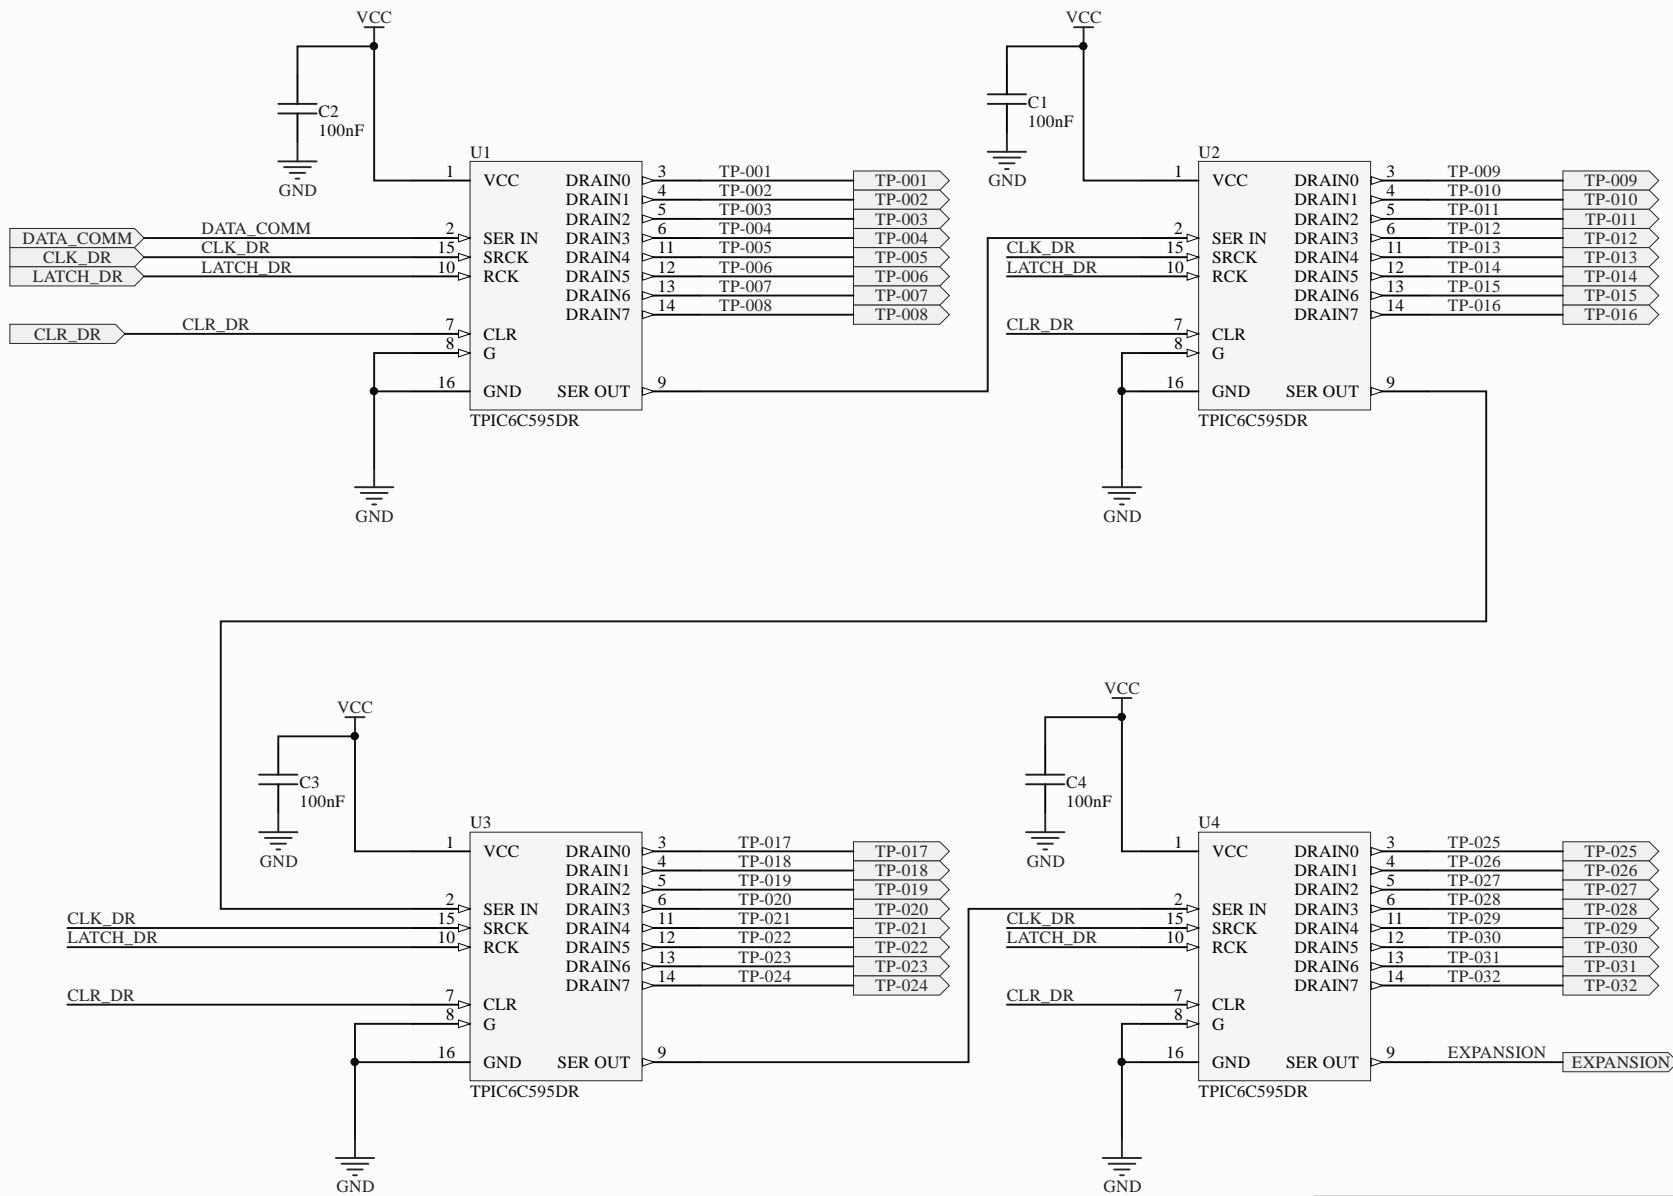 VCC
C2
100nF
GND
U1
1 VCC DRAIN0 3 TP-001 TP-001
DRAIN1 4 TP-002 TP-002
DRAIN2 5 TP-003 TP-003
DATA_COMM DATA_COMM 2 SER IN DRAIN3 6 TP-004 TP-004
CLK_DR CLK_DR 15 SRCK DRAIN4 11 TP-005 TP-005
LATCH_DR LATCH_DR 10 RCK DRAIN5 12 TP-006 TP-006
DRAIN6 13 TP-007 TP-007
DRAIN7 14 TP-008 TP-008
CLR_DR CLR_DR 7 CLR
8 G
16 GND SER OUT 9
TPIC6C595DR
GND
VCC
C1
100nF
GND
U2
1 VCC DRAIN0 3 TP-009 TP-009
DRAIN1 4 TP-010 TP-010
DRAIN2 5 TP-011 TP-011
2 SER IN DRAIN3 6 TP-012 TP-012
CLK_DR 15 SRCK DRAIN4 11 TP-013 TP-013
LATCH_DR 10 RCK DRAIN5 12 TP-014 TP-014
DRAIN6 13 TP-015 TP-015
DRAIN7 14 TP-016 TP-016
CLR_DR 7 CLR
8 G
16 GND SER OUT 9
TPIC6C595DR
GND
VCC
C3
100nF
GND
U3
1 VCC DRAIN0 3 TP-017 TP-017
DRAIN1 4 TP-018 TP-018
DRAIN2 5 TP-019 TP-019
2 SER IN DRAIN3 6 TP-020 TP-020
CLK_DR 15 SRCK DRAIN4 11 TP-021 TP-021
LATCH_DR 10 RCK DRAIN5 12 TP-022 TP-022
DRAIN6 13 TP-023 TP-023
DRAIN7 14 TP-024 TP-024
CLR_DR 7 CLR
8 G
16 GND SER OUT 9
TPIC6C595DR
GND
VCC
C4
100nF
GND
U4
1 VCC DRAIN0 3 TP-025 TP-025
DRAIN1 4 TP-026 TP-026
DRAIN2 5 TP-027 TP-027
2 SER IN DRAIN3 6 TP-028 TP-028
CLK_DR 15 SRCK DRAIN4 11 TP-029 TP-029
LATCH_DR 10 RCK DRAIN5 12 TP-030 TP-030
DRAIN6 13 TP-031 TP-031
DRAIN7 14 TP-032 TP-032
CLR_DR 7 CLR
8 G
16 GND SER OUT 9 EXPANSION EXPANSION
TPIC6C595DR
GND